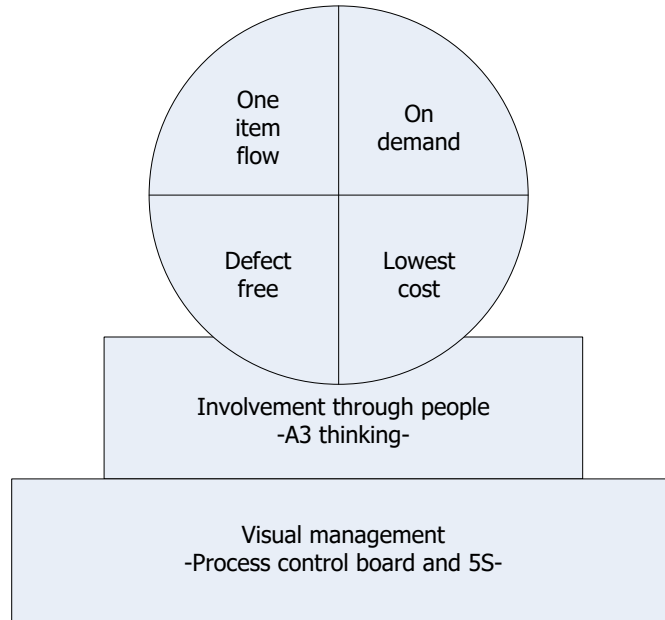 One
item
flow
On
demand
Defect
free
Lowest
cost
Involvement through people
-A3 thinking-
Visual management
-Process control board and 5S-